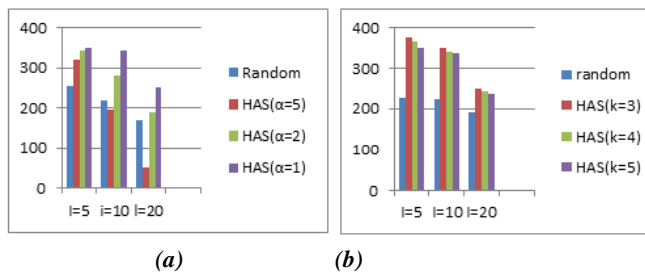 400
300
200
100
0
l=5 i=10 l=20
Random
HAS(α=5)
HAS(α=2)
HAS(α=1)
(a)
400
300
200
100
0
l=5 l=10 l=20
random
HAS(k=3)
HAS(k=4)
HAS(k=5)
(b)